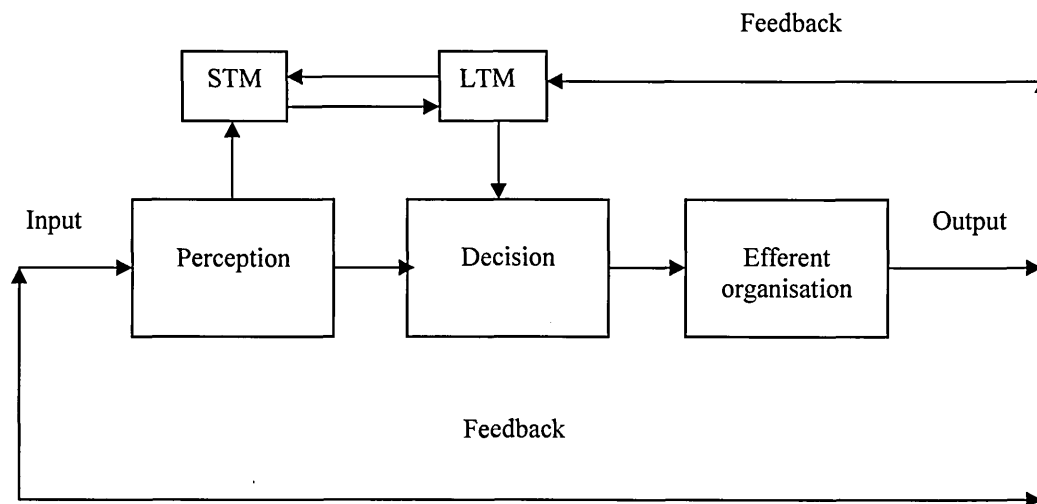 Feedback
STM
LTM
Input
Perception
Decision
Efferent
organisation
Output
Feedback